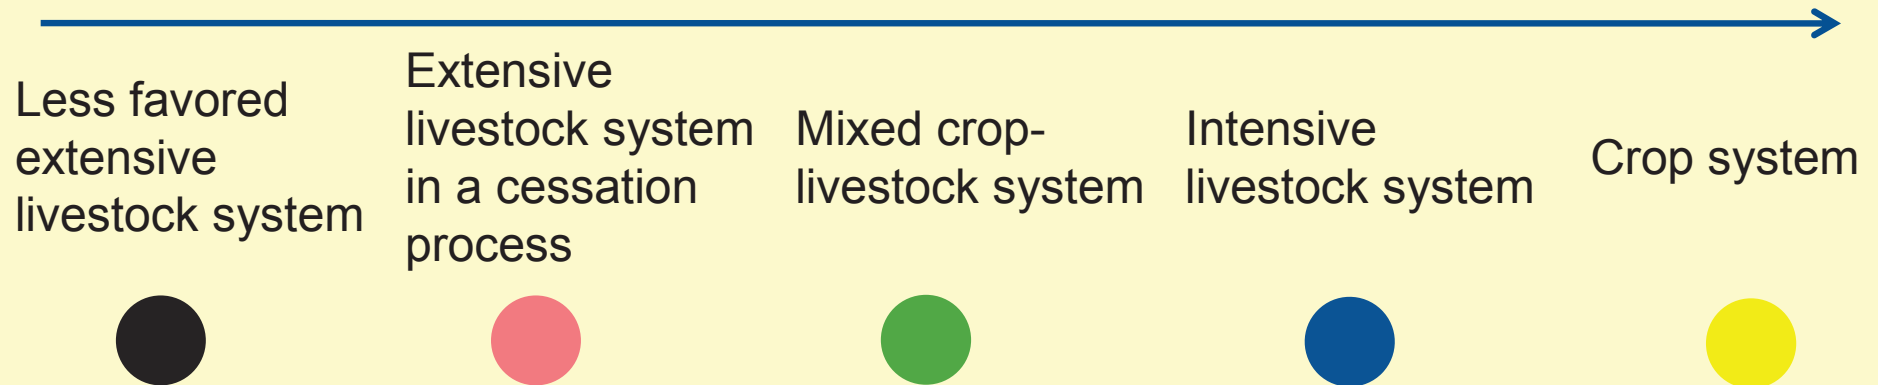 Less favored
extensive
livestock system
Extensive
livestock system
in a cessation
process
Mixed crop-
livestock system
Intensive
livestock system
Crop system